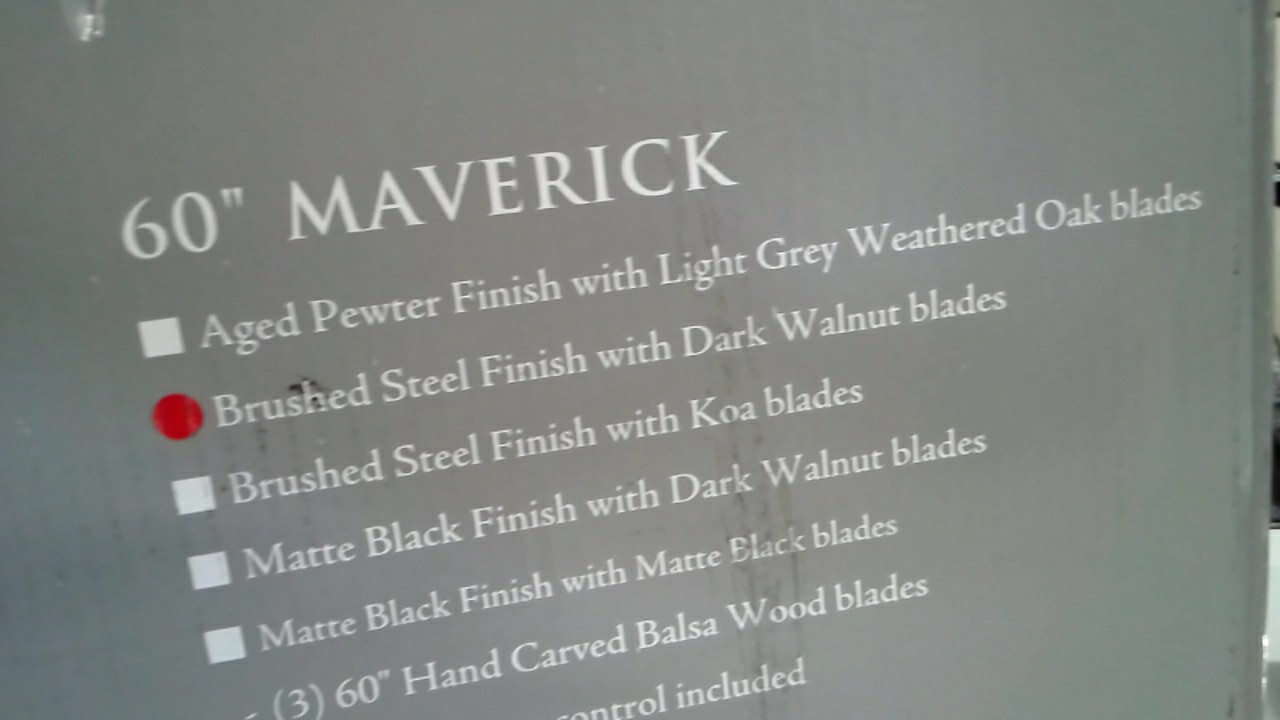 60" MAVERICK
Aged Pewter Finish with Light Grey Weathered Oak blades
Brushed Steel Finish with Dark Walnut blades
Brushed Steel Finish with Koa blades
Matte Black Finish with Dark Walnut blades
Matte Black Finish with Matte Black blades
- (3) 60" Hand Carved Balsa Wood blades
control included